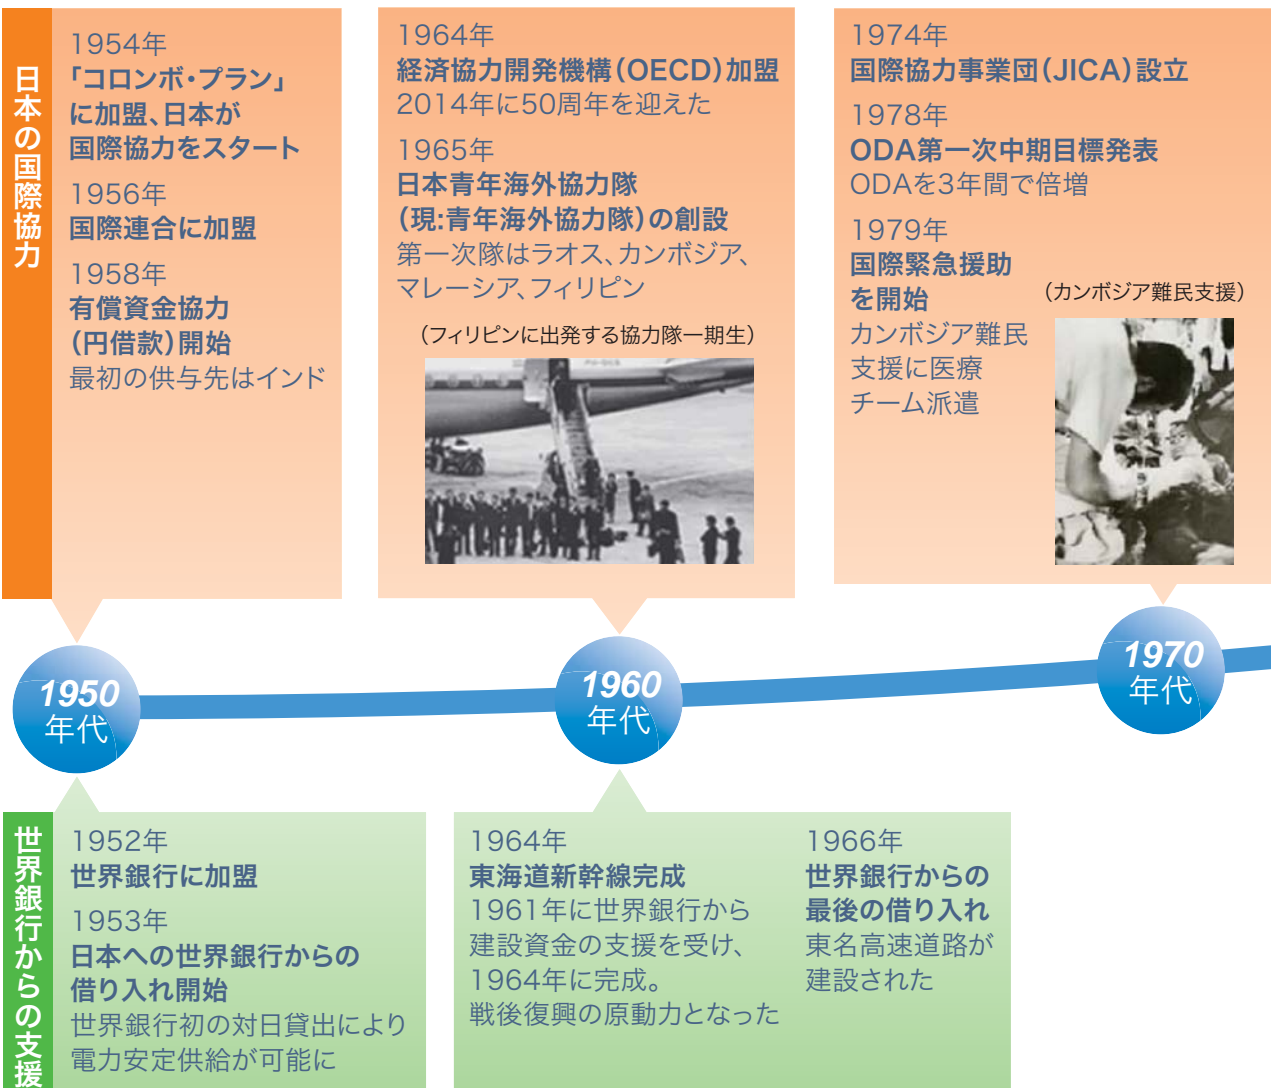 日本の国際協力
1954年
「コロンボ・プラン」
に加盟、日本が
国際協力をスタート
1956年
国際連合に加盟
1958年
有償資金協力
（円借款）開始
最初の供与先はインド
1964年
経済協力開発機構（OECD）加盟
2014年に50周年を迎えた
1965年
日本青年海外協力隊
（現:青年海外協力隊）の創設
第一次隊はラオス、カンボジア、
マレーシア、フィリピン
（フィリピンに出発する協力隊一期生）
1974年
国際協力事業団（JICA）設立
1978年
ODA第一次中期目標発表
ODAを3年間で倍増
1979年
国際緊急援助
を開始
カンボジア難民
支援に医療
チーム派遣
（カンボジア難民支援）
1950
年代
1960
年代
1970
年代
世界銀行からの支援
1952年
世界銀行に加盟
1953年
日本への世界銀行からの
借り入れ開始
世界銀行初の対日貸出により
電力安定供給が可能に
1964年
東海道新幹線完成
1961年に世界銀行から
建設資金の支援を受け、
1964年に完成。
戦後復興の原動力となった
1966年
世界銀行からの
最後の借り入れ
東名高速道路が
建設された